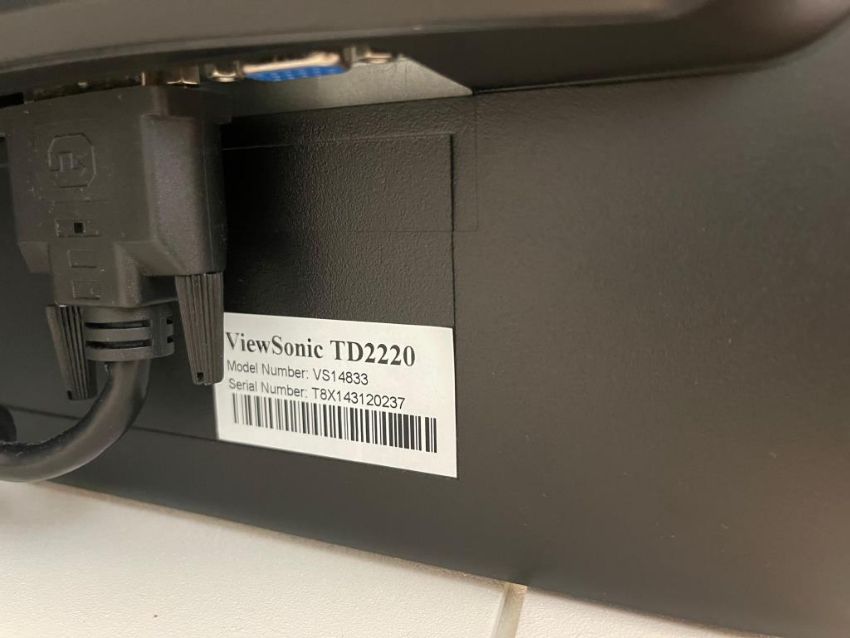 ViewSonic TD2220
Model Number: VS14833
Serial Number: T8X143120237